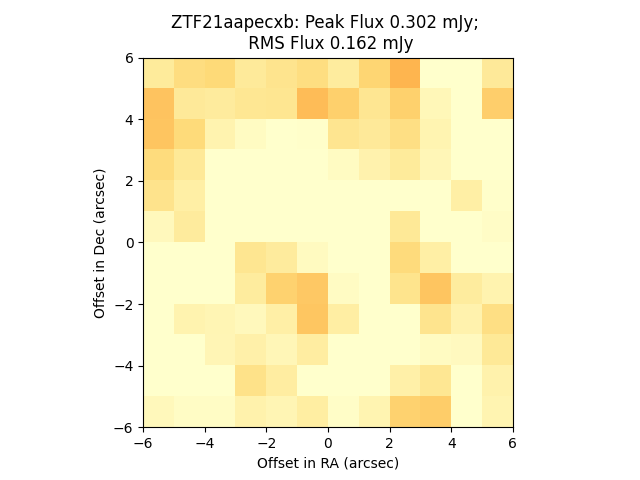 ZTF21aapecxb: Peak Flux 0.302 mJy;
RMS Flux 0.162 mJy
6
4
2
0
−2
−4
−6
Offset in Dec (arcsec)
−6 −4 −2 0 2 4 6
Offset in RA (arcsec)